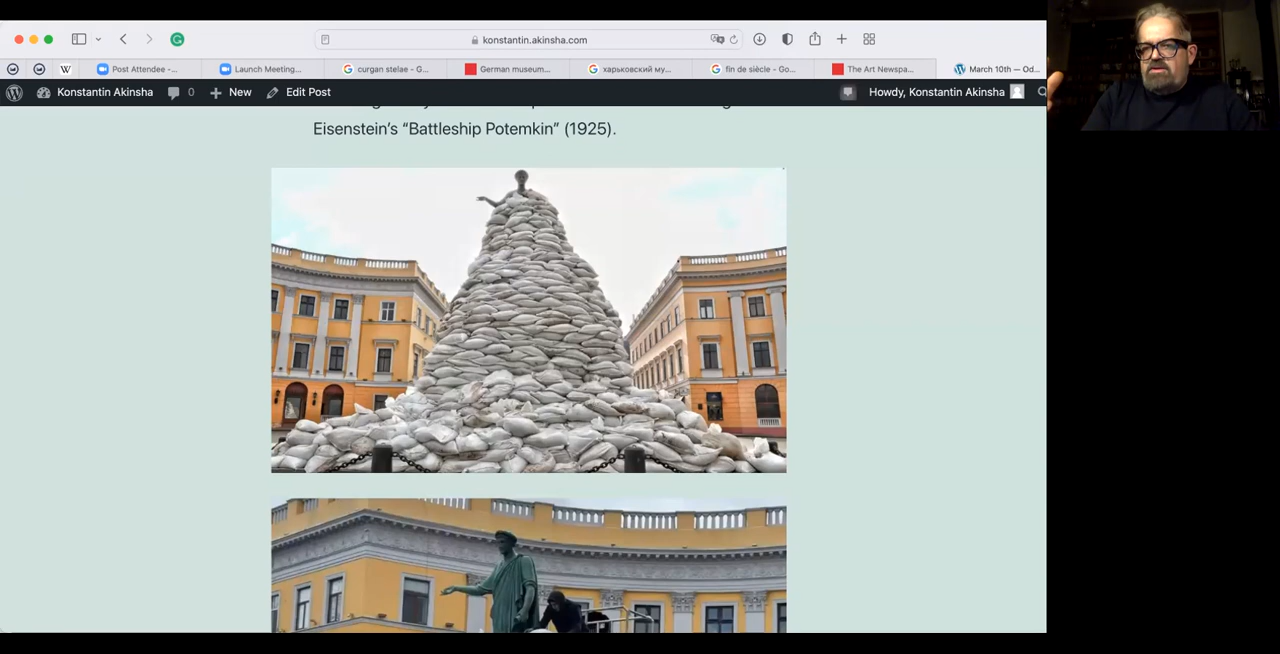 konstantin.akinsha.com
Post Attendee -...
Launch Meeting...
curgan stelae - G...
German museum...
харьковский му...
fin de siècle - Go...
The Art Newspa...
March 10th — Od...
Konstantin Akinsha
0
New
Edit Post
Howdy, Konstantin Akinsha
Eisenstein’s “Battleship Potemkin” (1925).